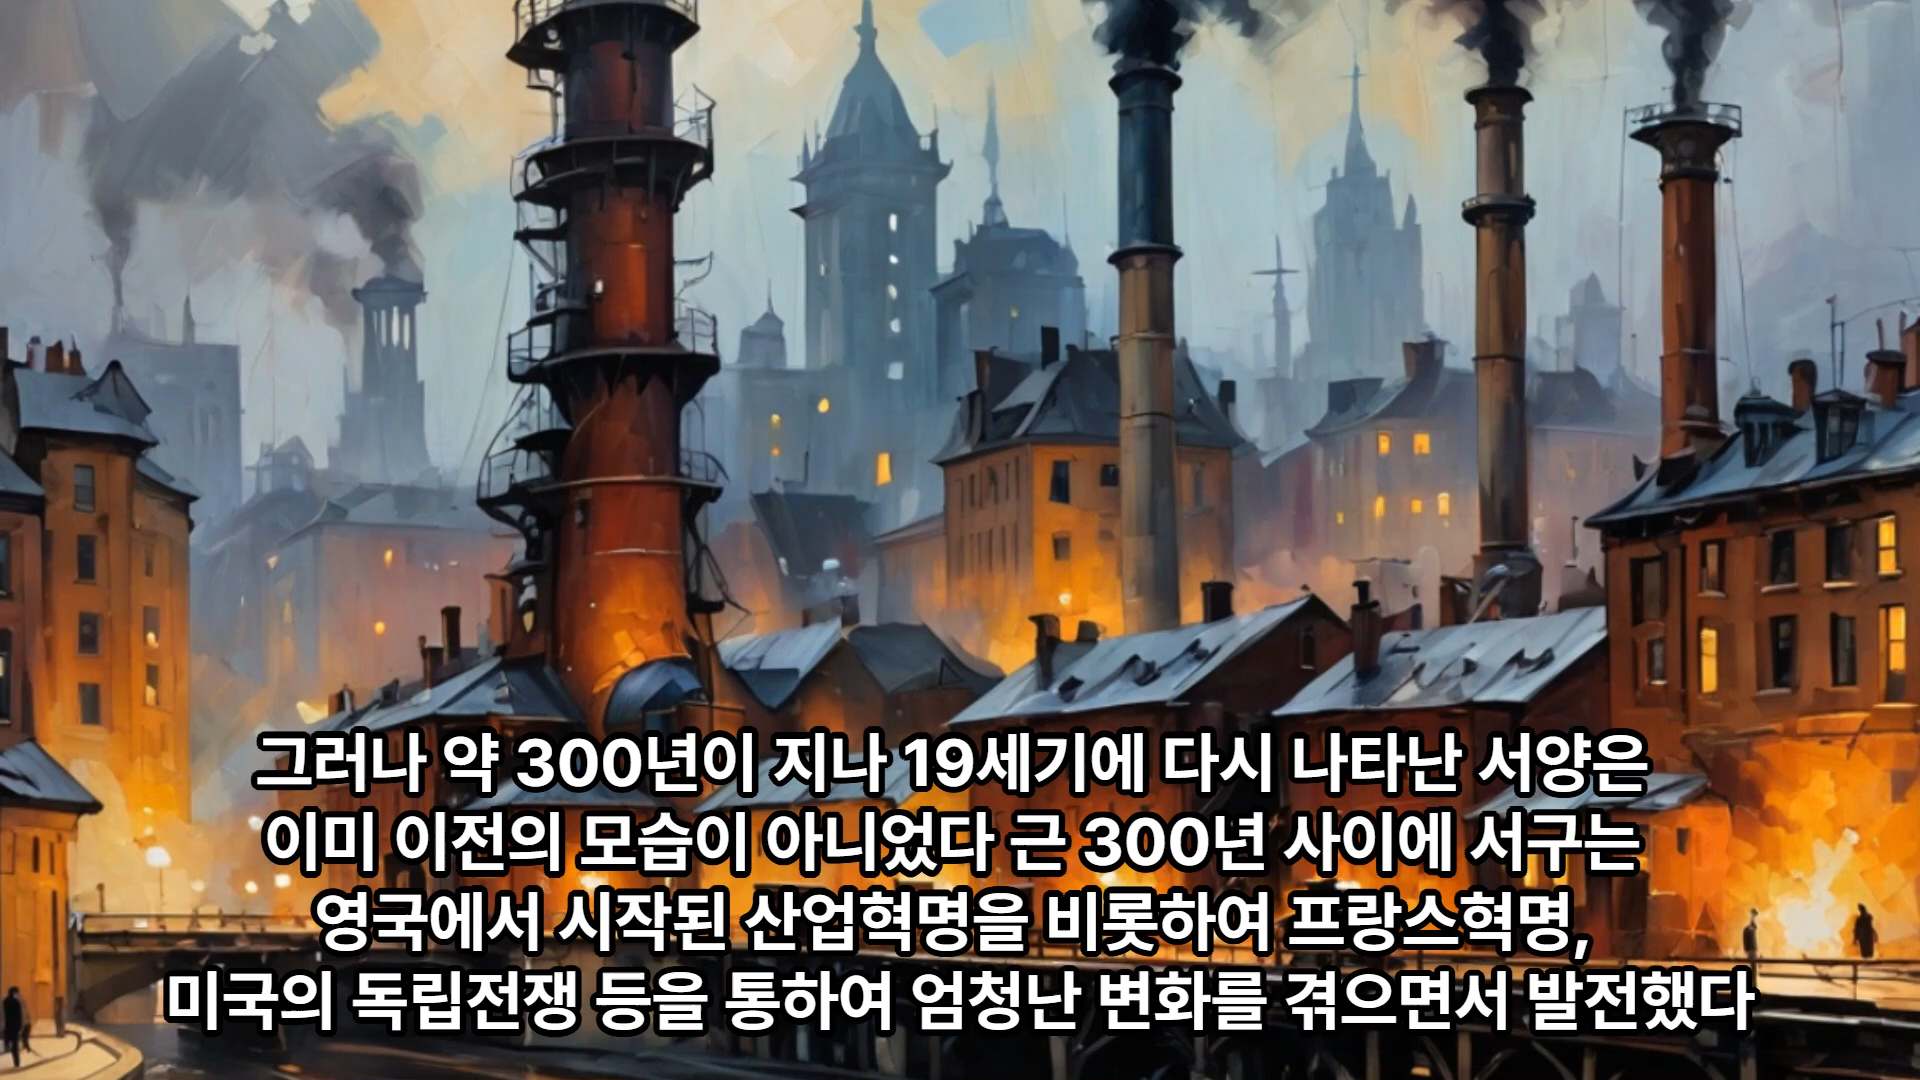 그러나 약 300년이 지나 19세기에 다시 나타난 서양은
이미 이전의 모습이 아니었다 근 300년 사이에 서구는
영국에서 시작된 산업혁명을 비롯하여 프랑스혁명,
미국의 독립전쟁 등을 통하여 엄청난 변화를 겪으면서 발전했다